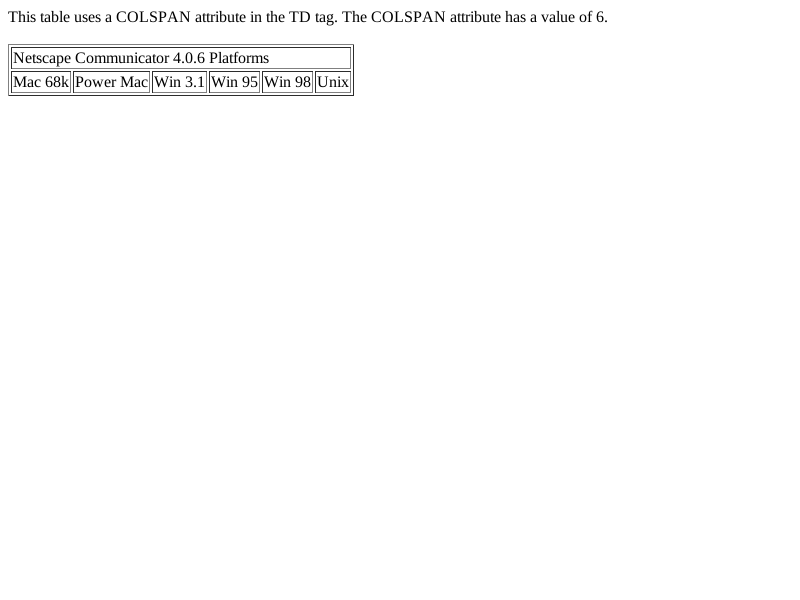 This table uses a COLSPAN attribute in the TD tag. The COLSPAN attribute has a value of 6.
Netscape Communicator 4.0.6 Platforms
Mac 68k Power Mac Win 3.1 Win 95 Win 98 Unix